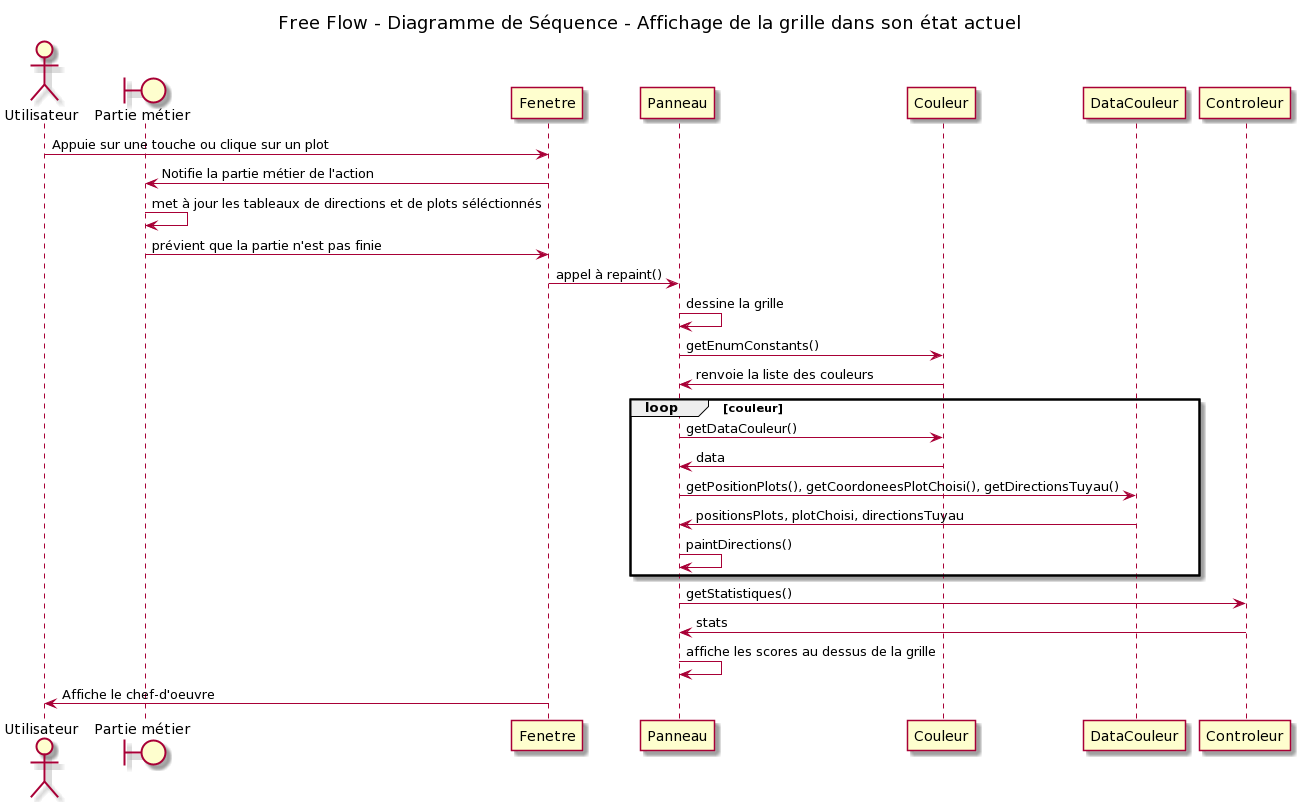 Free Flow - Diagramme de Séquence - Affichage de la grille dans son état actuel
Utilisateur
Partie métier
Fenetre
Panneau
Couleur
DataCouleur
Controleur
Appuie sur une touche ou clique sur un plot
Notifie la partie métier de l'action
met à jour les tableaux de directions et de plots séléctionnés
prévient que la partie n'est pas finie
appel à repaint()
dessine la grille
getEnumConstants()
renvoie la liste des couleurs
loop [couleur]
getDataCouleur()
data
getPositionPlots(), getCoordoneesPlotChoisi(), getDirectionsTuyau()
positionsPlots, plotChoisi, directionsTuyau
paintDirections()
getStatistiques()
stats
affiche les scores au dessus de la grille
Affiche le chef-d'oeuvre
Utilisateur
Partie métier
Fenetre
Panneau
Couleur
DataCouleur
Controleur